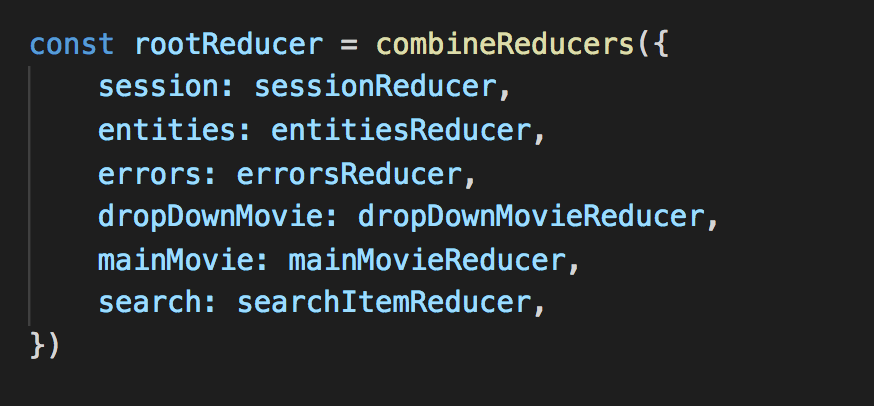 const rootReducer = combineReducers({
    session: sessionReducer,
    entities: entitiesReducer,
    errors: errorsReducer,
    dropDownMovie: dropDownMovieReducer,
    mainMovie: mainMovieReducer,
    search: searchItemReducer,
})